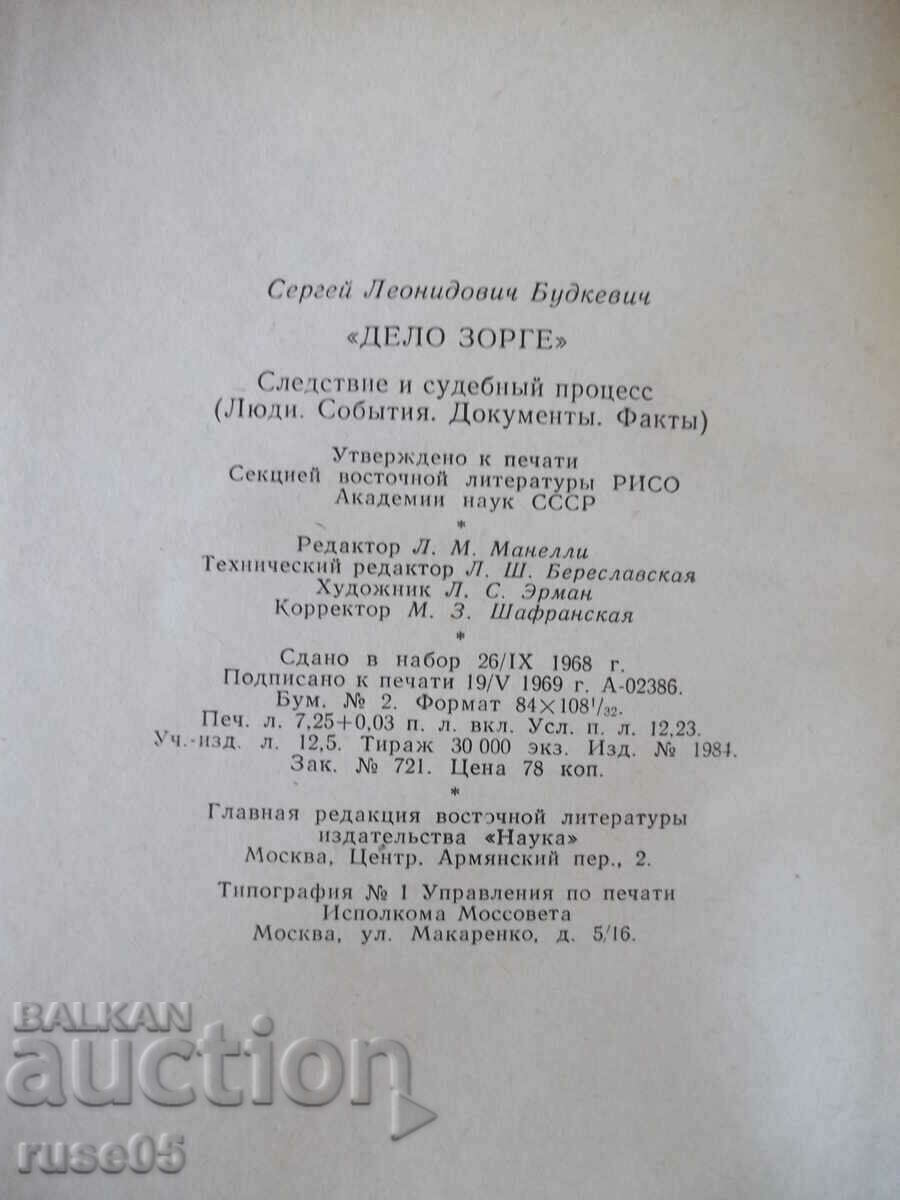 Сергей Леонидович Будкевич
«ДЕЛО ЗОРГЕ»
Следствие и судебный процесс
(Люди. События. Документы. Факты)
Утверждено к печати
Секцией восточной литературы РИСО
Академии наук СССР
*
Редактор Л. М. Манелли
Технический редактор Л. Ш. Береславская
Художник Л. С. Эрман
Корректор М. З. Шафранская
*
Сдано в набор 26/IX 1968 г.
Подписано к печати 19/V 1969 г. А-02386.
Бум. № 2. Формат 84×108¹/₃₂.
Печ. л. 7,25+0,03 п. л. вкл. Усл. п. л. 12,23.
Уч.-изд. л. 12,5. Тираж 30 000 экз. Изд. № 1984.
Зак. № 721. Цена 78 коп.
*
Главная редакция восточной литературы
издательства «Наука»
Москва, Центр, Армянский пер., 2.
Типография № 1 Управления по печати
Исполкома Моссовета
Москва, ул. Макаренко, д. 5/16.
BALKAN
auction
ruse05